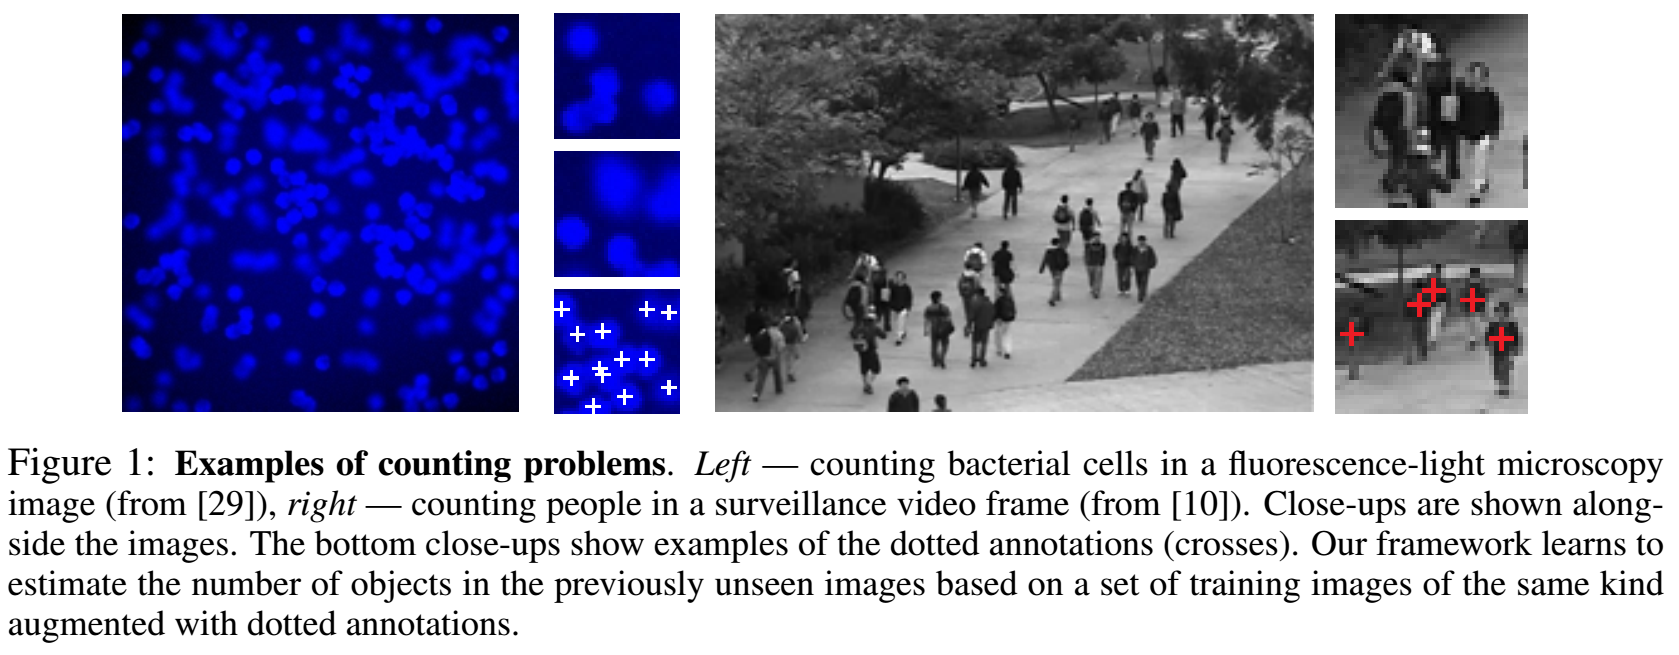 Figure 1: Examples of counting problems. Left — counting bacterial cells in a fluorescence-light microscopy
image (from [29]), right — counting people in a surveillance video frame (from [10]). Close-ups are shown along-
side the images. The bottom close-ups show examples of the dotted annotations (crosses). Our framework learns to
estimate the number of objects in the previously unseen images based on a set of training images of the same kind
augmented with dotted annotations.